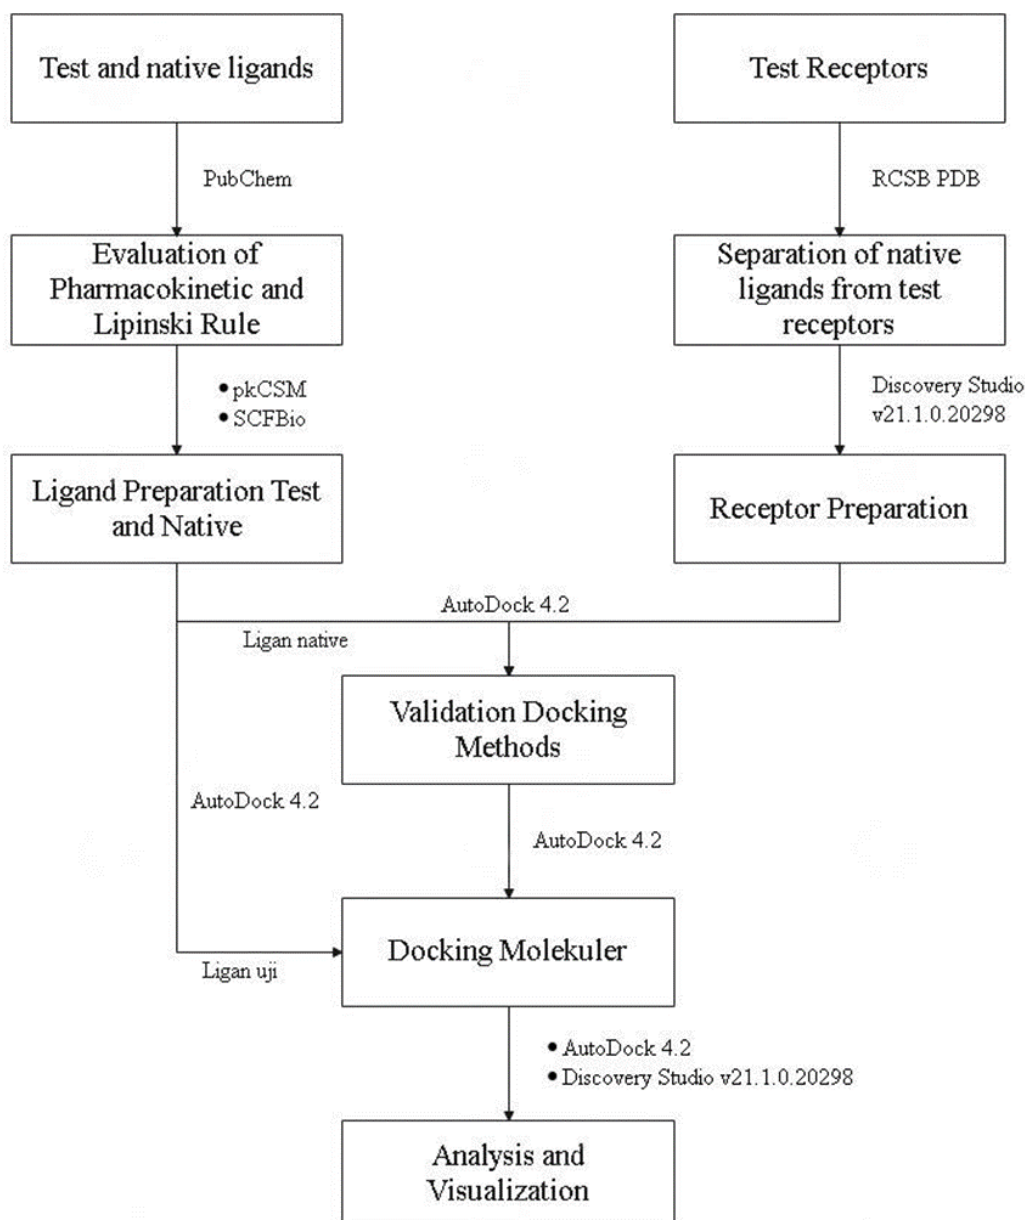 Test and native ligands
Test Receptors
PubChem
RCSB PDB
Evaluation of
Pharmacokinetic and
Lipinski Rule
Separation of native
ligands from test
receptors
• pkCSM
• SCFBio
Discovery Studio
v21.1.0.20298
Ligand Preparation Test
and Native
Receptor Preparation
AutoDock 4.2
Ligan native
Validation Docking
Methods
AutoDock 4.2
AutoDock 4.2
Docking Molekuler
Ligan uji
• AutoDock 4.2
• Discovery Studio v21.1.0.20298
Analysis and
Visualization